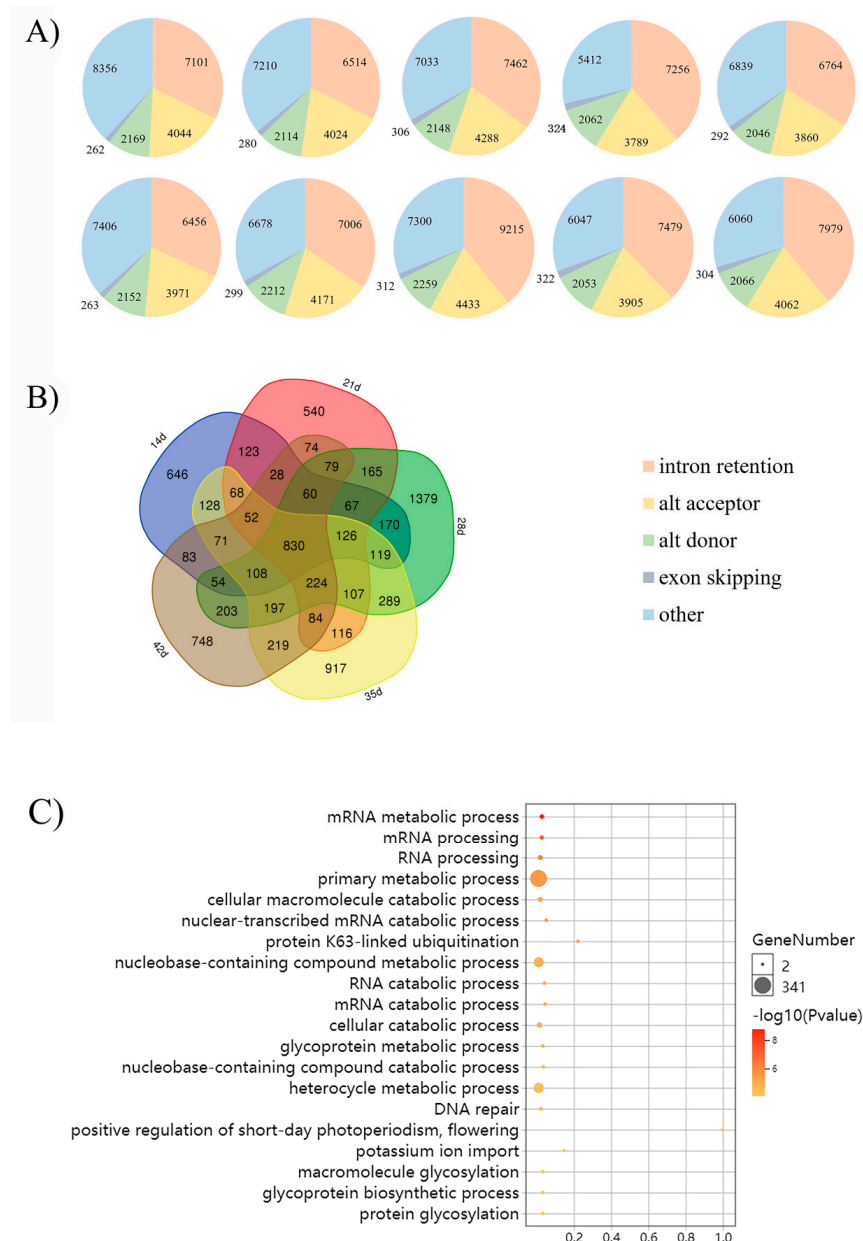 A)
8356 7101 262 2169 4044
7210 6514 280 2114 4024
7033 7462 306 2148 4288
5412 7256 324 2062 3789
6839 6764 292 2046 3860
7406 6456 263 2152 3971
6678 7006 299 2212 4171
7300 9215 312 2259 4433
6047 7479 322 2053 3905
6060 7979 304 2066 4062
B)
21d
14d
28d
42d
35d
540
123 74
646 28 79 165
128 68 60 67 1379
52 170
71 830 126 119
83 108
54 224 107 289
203 197 84
748 219 116
917
intron retention
alt acceptor
alt donor
exon skipping
other
C)
mRNA metabolic process
mRNA processing
RNA processing
primary metabolic process
cellular macromolecule catabolic process
nuclear-transcribed mRNA catabolic process
protein K63-linked ubiquitination
nucleobase-containing compound metabolic process
RNA catabolic process
mRNA catabolic process
cellular catabolic process
glycoprotein metabolic process
nucleobase-containing compound catabolic process
heterocycle metabolic process
DNA repair
positive regulation of short-day photoperiodism, flowering
potassium ion import
macromolecule glycosylation
glycoprotein biosynthetic process
protein glycosylation
0.2 0.4 0.6 0.8 1.0
GeneNumber
2
341
-log10(Pvalue)
8
6